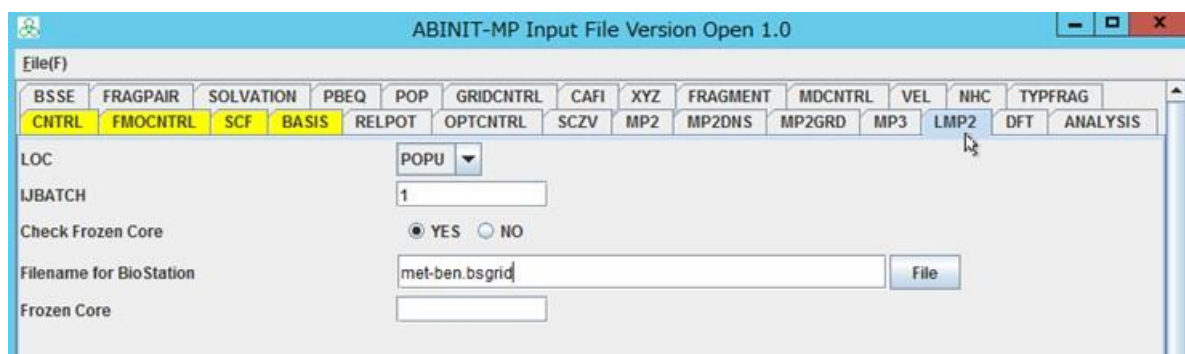 ABINIT-MP Input File Version Open 1.0
File(F)
BSSE FRAGPAIR SOLVATION PBEQ POP GRIDCNTRL CAFI XYZ FRAGMENT MDCNTRL VEL NHC TYPFRAG
CNTRL FMOCNTRL SCF BASIS RELPOT OPTCNTRL SCZV MP2 MP2DNS MP2GRD MP3 LMP2 DFT ANALYSIS
LOC POPU
IJBATCH 1
Check Frozen Core YES NO
Filename for BioStation met-ben.bsgrid File
Frozen Core